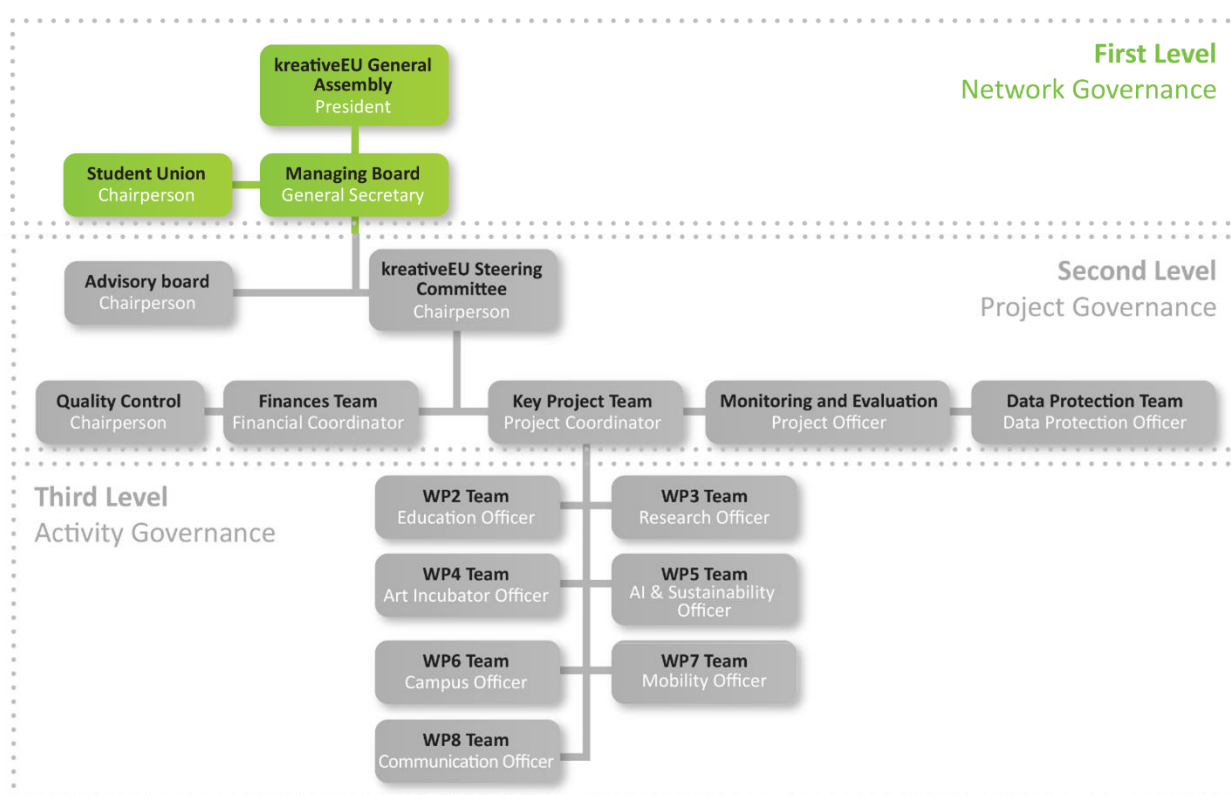 First Level
Network Governance
kreativeEU General
Assembly
President
Student Union
Chairperson
Managing Board
General Secretary
Second Level
Project Governance
Advisory board
Chairperson
kreativeEU Steering
Committee
Chairperson
Quality Control
Chairperson
Finances Team
Financial Coordinator
Key Project Team
Project Coordinator
Monitoring and Evaluation
Project Officer
Data Protection Team
Data Protection Officer
Third Level
Activity Governance
WP2 Team
Education Officer
WP3 Team
Research Officer
WP4 Team
Art Incubator Officer
WP5 Team
AI & Sustainability
Officer
WP6 Team
Campus Officer
WP7 Team
Mobility Officer
WP8 Team
Communication Officer